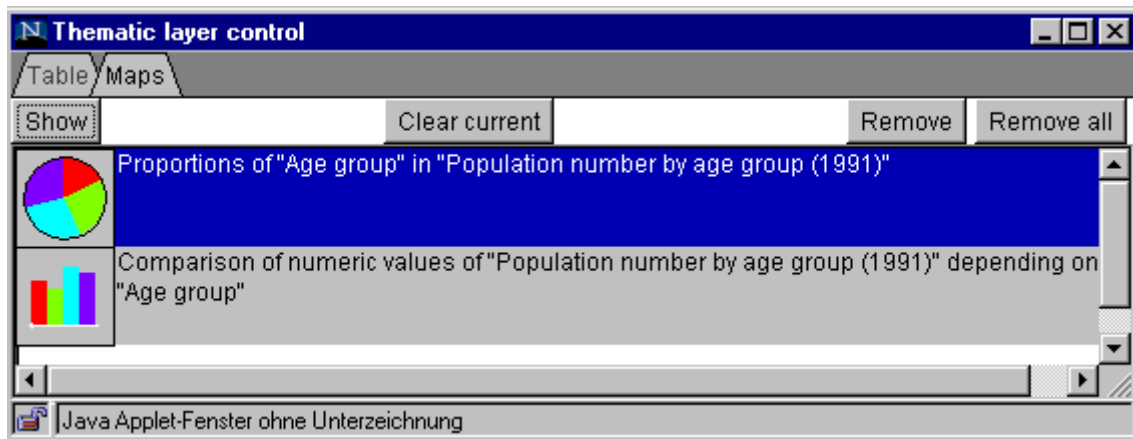 N Thematic layer control
Table Maps
Show Clear current Remove Remove all
Proportions of "Age group" in "Population number by age group (1991)"
Comparison of numeric values of "Population number by age group (1991)" depending on
"Age group"
Java Applet-Fenster ohne Unterzeichnung